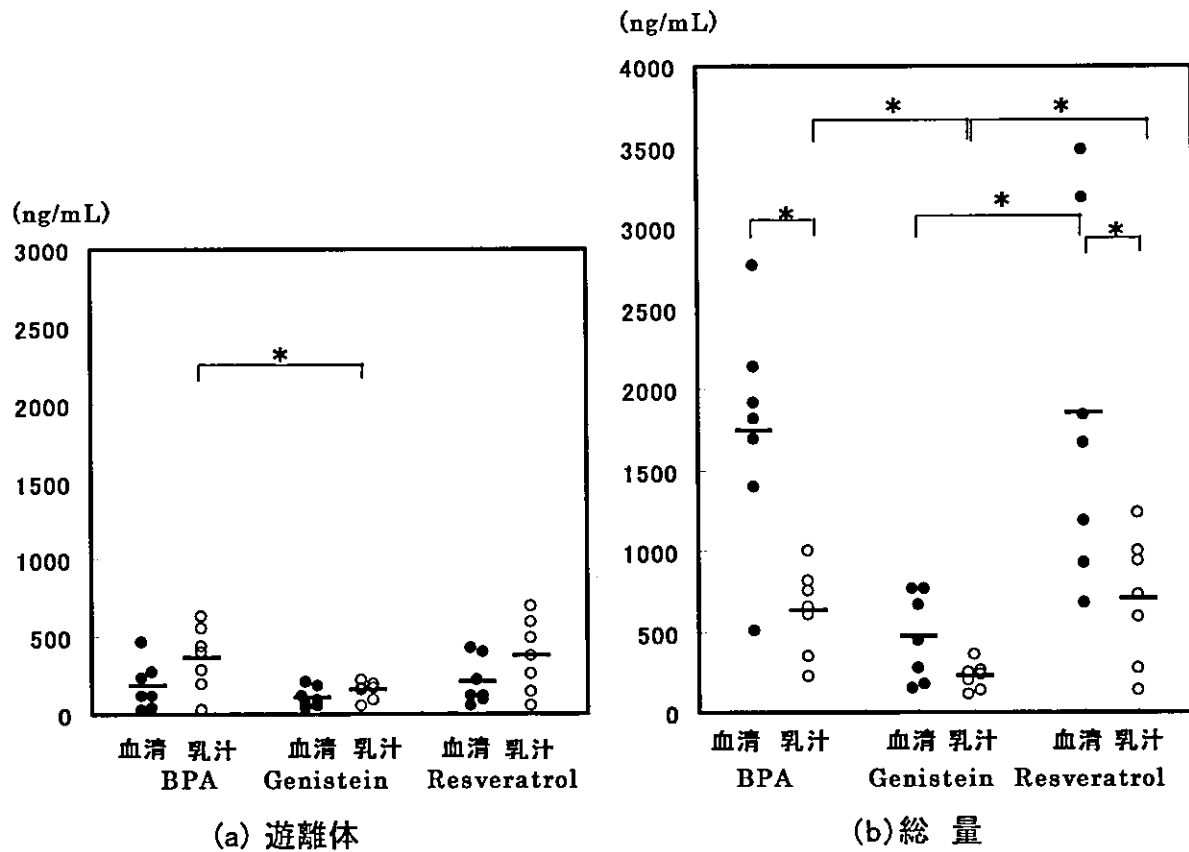 (ng/mL)
3000
2500
2000
1500
1000
500
0
*
血清 乳汁 血清 乳汁 血清 乳汁
BPA Genistein Resveratrol
(a) 遊離体
(ng/mL)
4000
3500
3000
2500
2000
1500
1000
500
0
* *
*
* *
血清 乳汁 血清 乳汁 血清 乳汁
BPA Genistein Resveratrol
(b)総 量